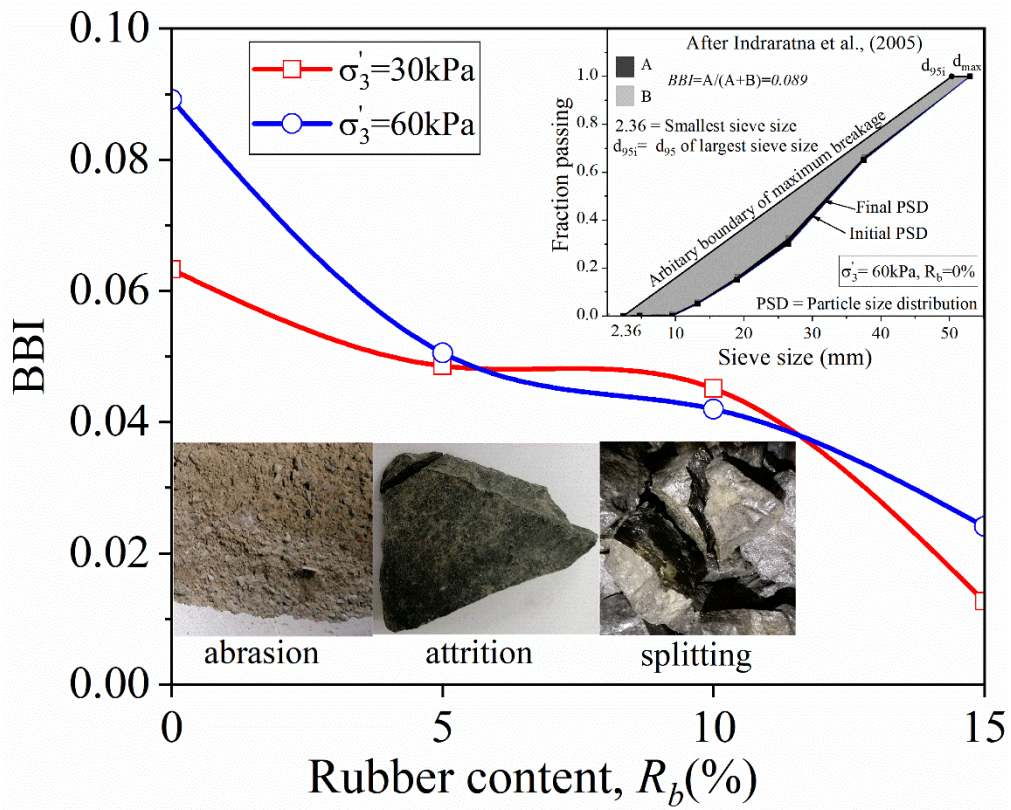 0.10
0.08
0.06
0.04
0.02
0.00
BBI
σ'₃=30kPa
σ'₃=60kPa
After Indraratna et al., (2005)
d95i dmax
A
B
BBI=A/(A+B)=0.089
2.36 = Smallest sieve size
d95i= d95 of largest sieve size
Arbitary boundary of maximum breakage
Final PSD
Initial PSD
σ'₃= 60kPa, Rb=0%
PSD = Particle size distribution
Fraction passing
1.0
0.8
0.6
0.4
0.2
0.0
2.36 10 20 30 40 50
Sieve size (mm)
abrasion attrition splitting
0 5 10 15
Rubber content, Rb(%)